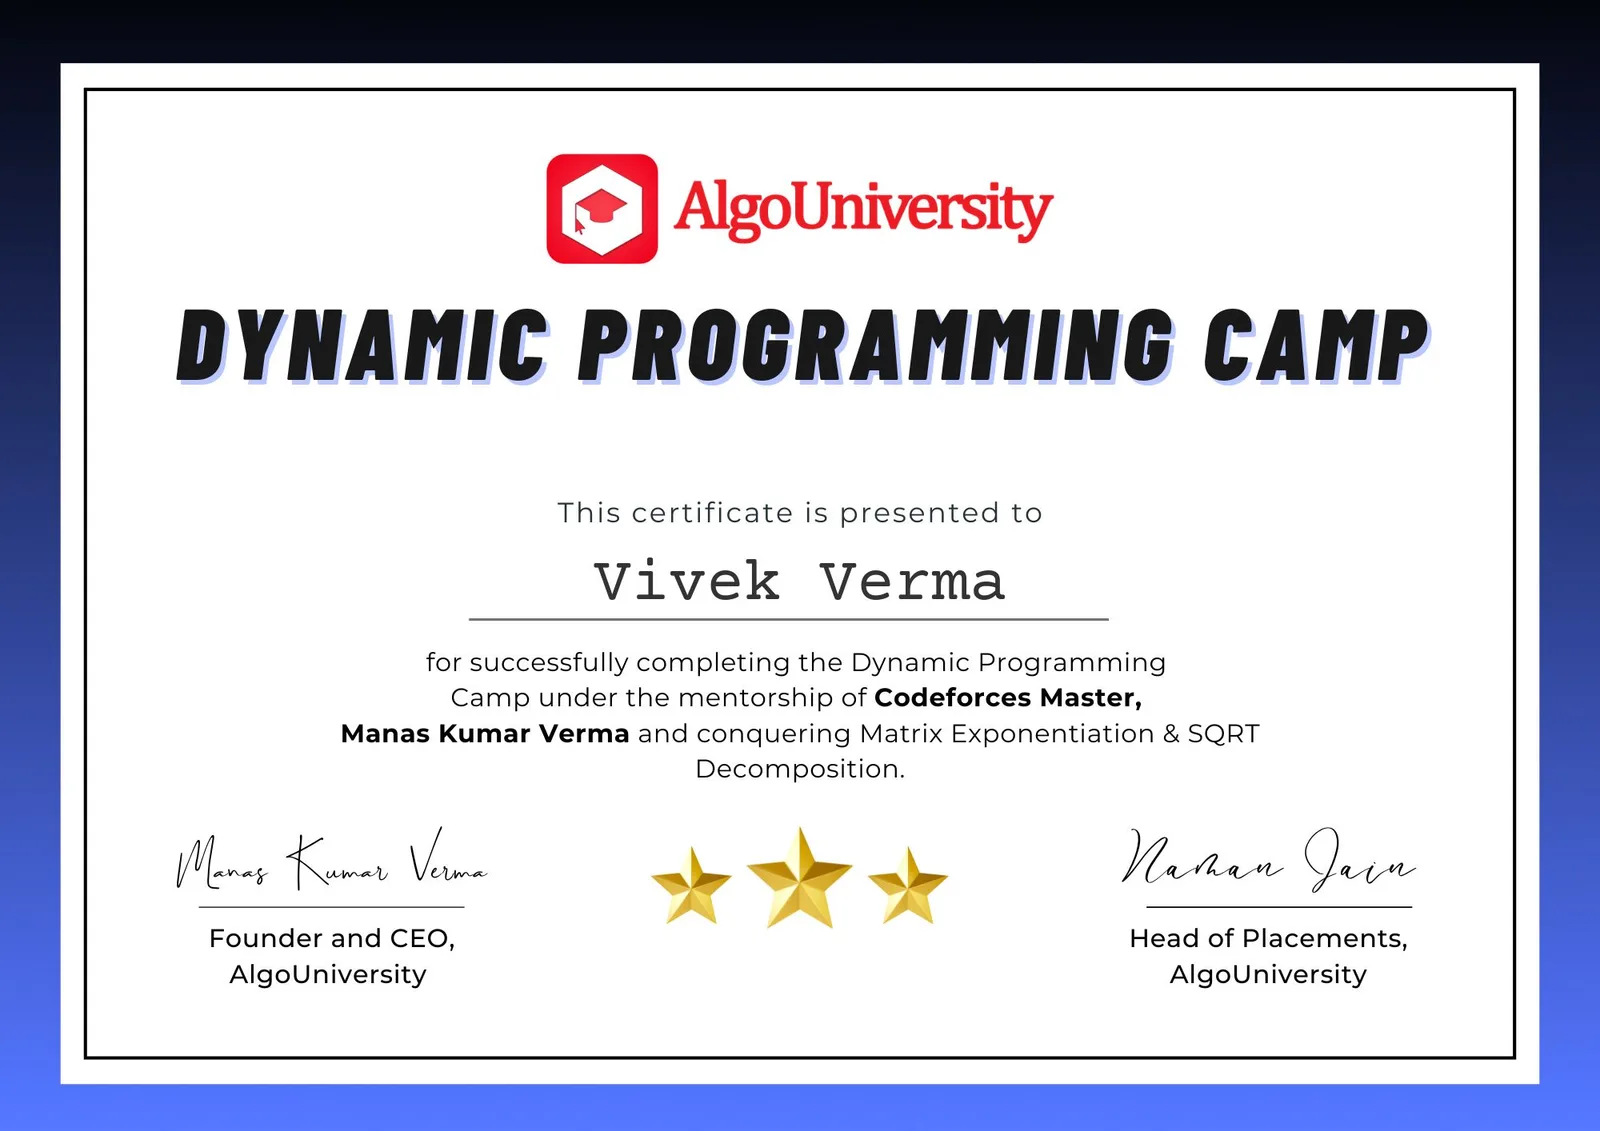 AlgoUniversity
DYNAMIC PROGRAMMING CAMP
This certificate is presented to
Vivek Verma
for successfully completing the Dynamic Programming
Camp under the mentorship of Codeforces Master,
Manas Kumar Verma and conquering Matrix Exponentiation & SQRT
Decomposition.
Manas Kumar Verma
Founder and CEO,
AlgoUniversity
Naman Jain
Head of Placements,
AlgoUniversity